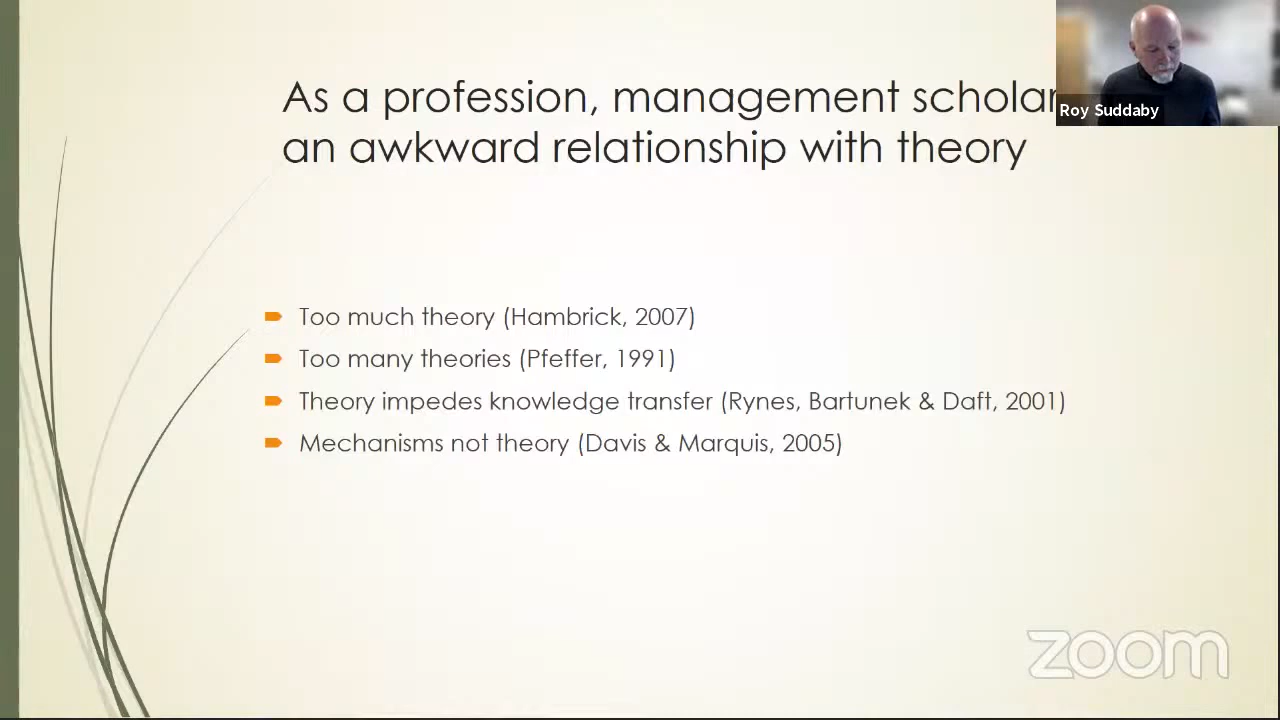 As a profession, management scholar
an awkward relationship with theory
Roy Suddaby
Too much theory (Hambrick, 2007)
Too many theories (Pfeffer, 1991)
Theory impedes knowledge transfer (Rynes, Bartunek & Daft, 2001)
Mechanisms not theory (Davis & Marquis, 2005)
zoom